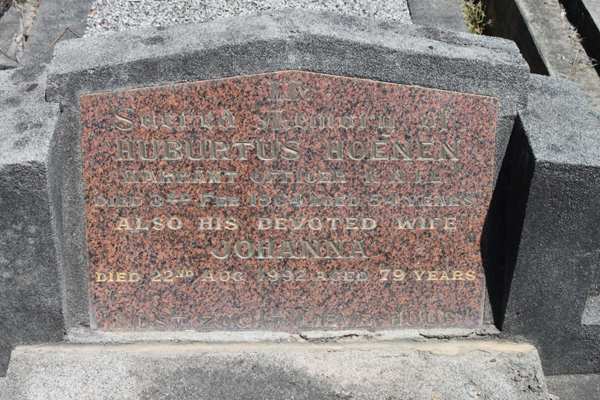 IN
Sacred Memory of
HUBURTUS HOENEN
WARRANT OFFICER K.N.I.L.
DIED 3RD FEB 1964 AGED 54 YEARS
ALSO HIS DEVOTED WIFE
JOHANNA
DIED 22ND AUG 1992 AGED 79 YEARS